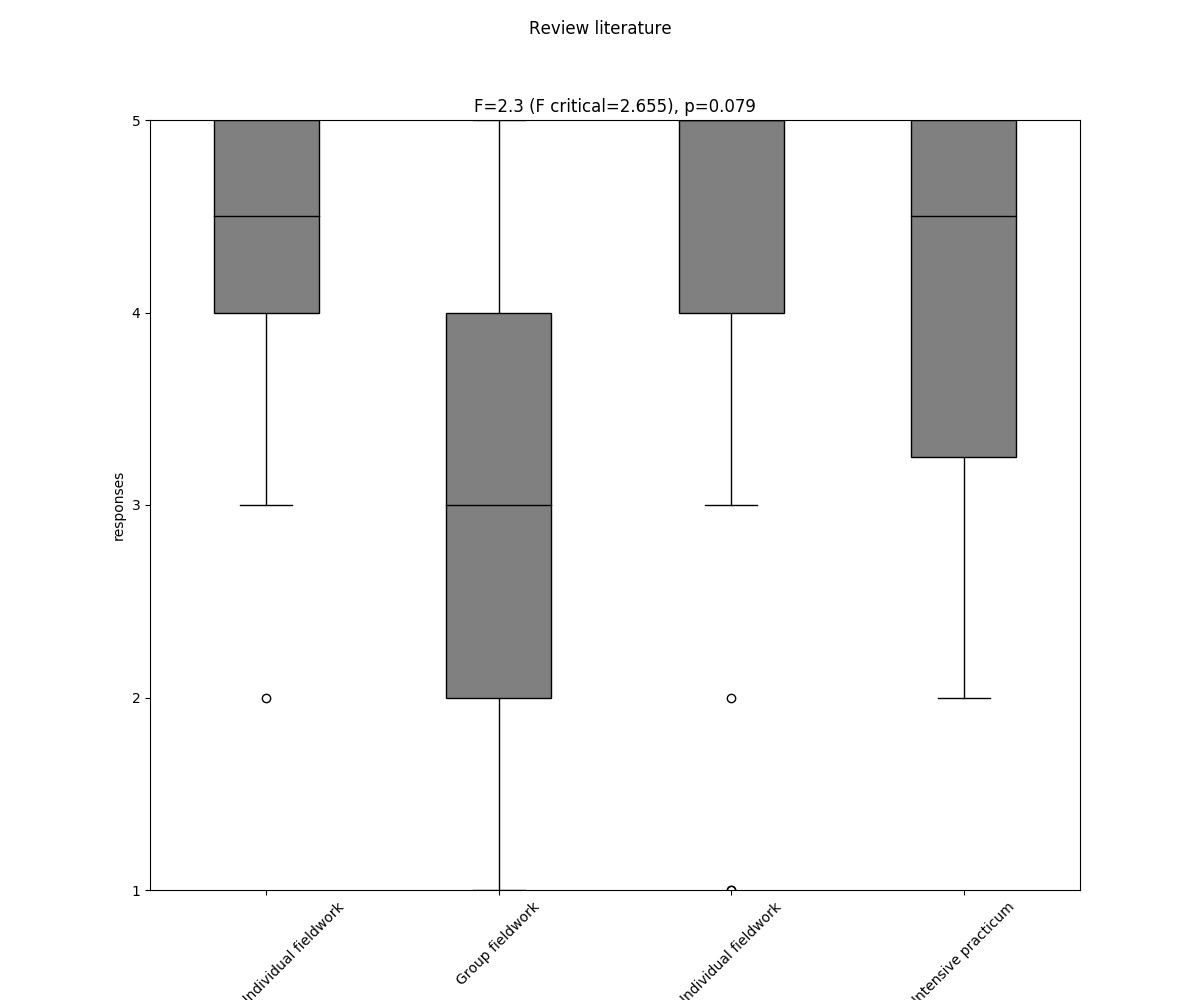 Review literature
F=2.3 (F critical=2.655), p=0.079
5
4
3
2
1
responses
Individual fieldwork
Group fieldwork
Individual fieldwork
Intensive practicum